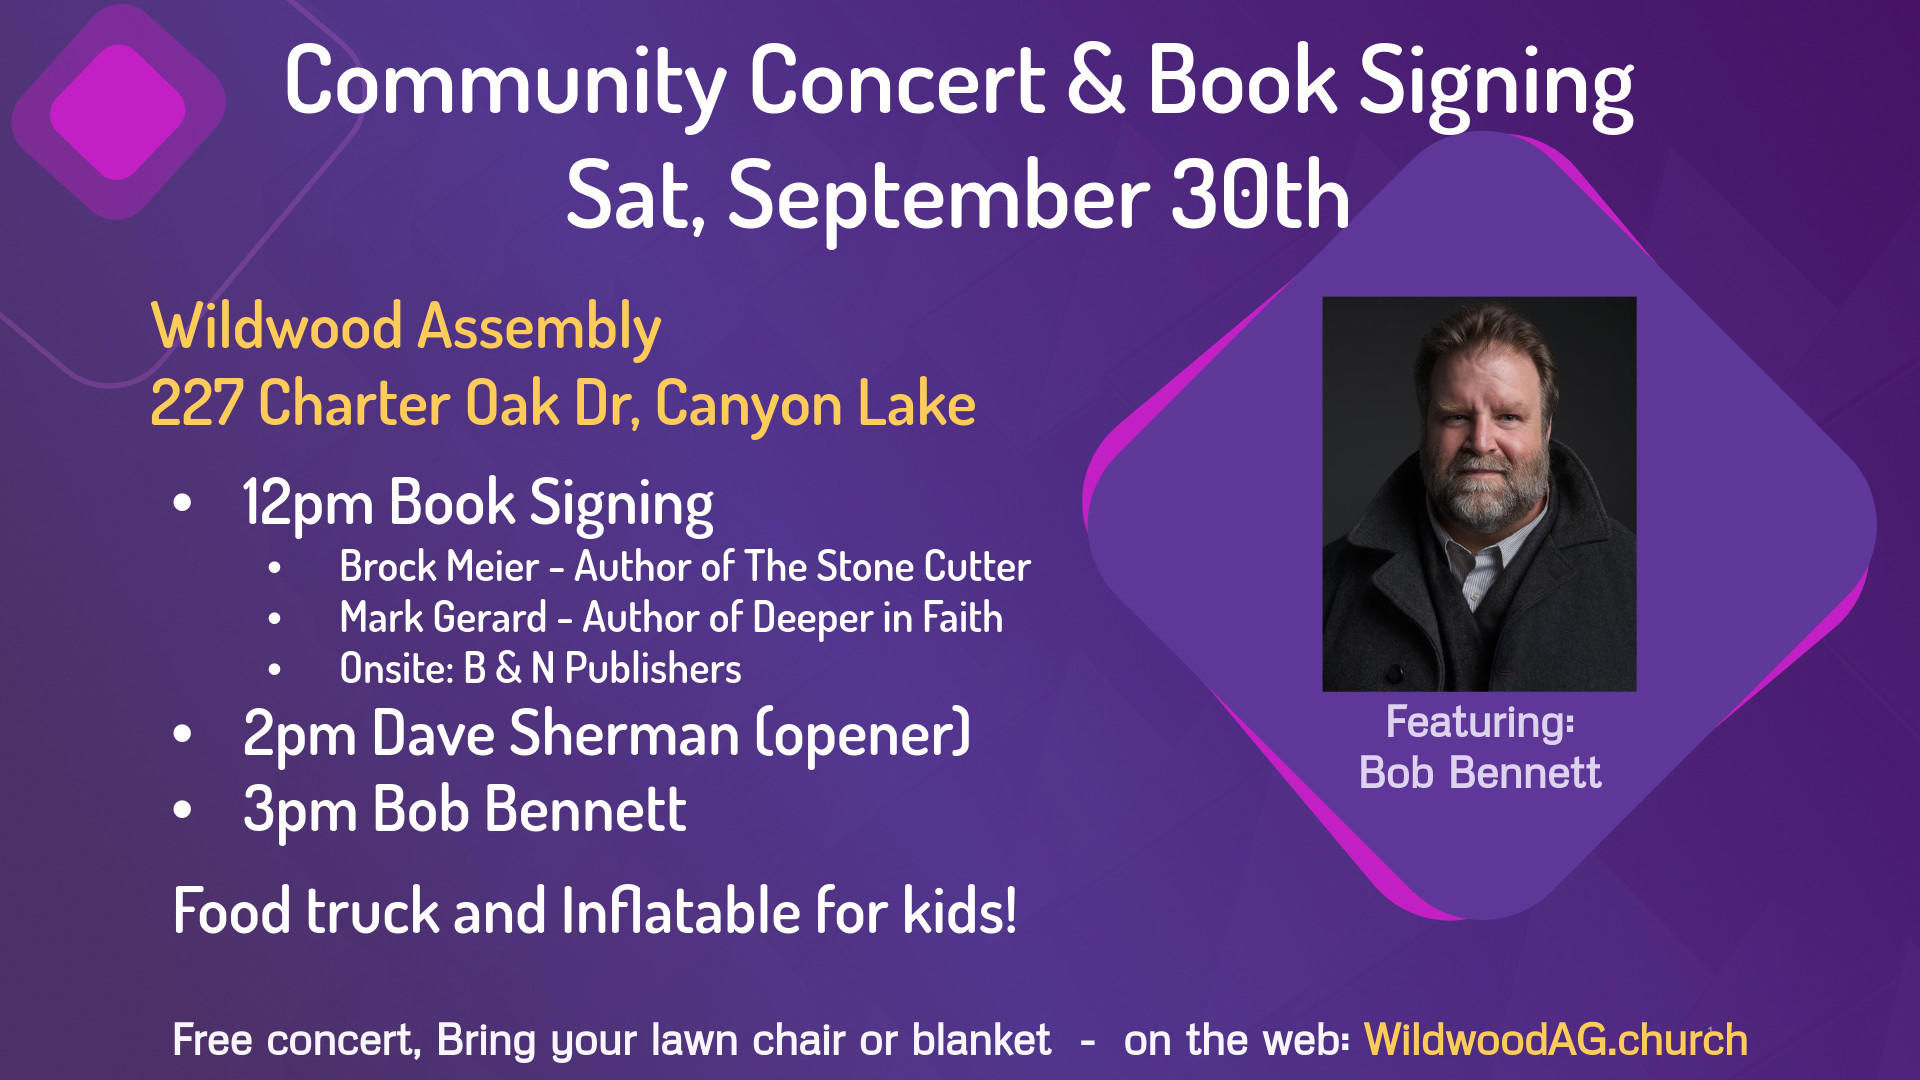 Community Concert & Book Signing
Sat, September 30th
Wildwood Assembly
227 Charter Oak Dr, Canyon Lake
• 12pm Book Signing
• Brock Meier - Author of The Stone Cutter
• Mark Gerard - Author of Deeper in Faith
• Onsite: B & N Publishers
• 2pm Dave Sherman (opener)
• 3pm Bob Bennett
Food truck and Inflatable for kids!
Featuring:
Bob Bennett
Free concert, Bring your lawn chair or blanket - on the web: WildwoodAG.church
1